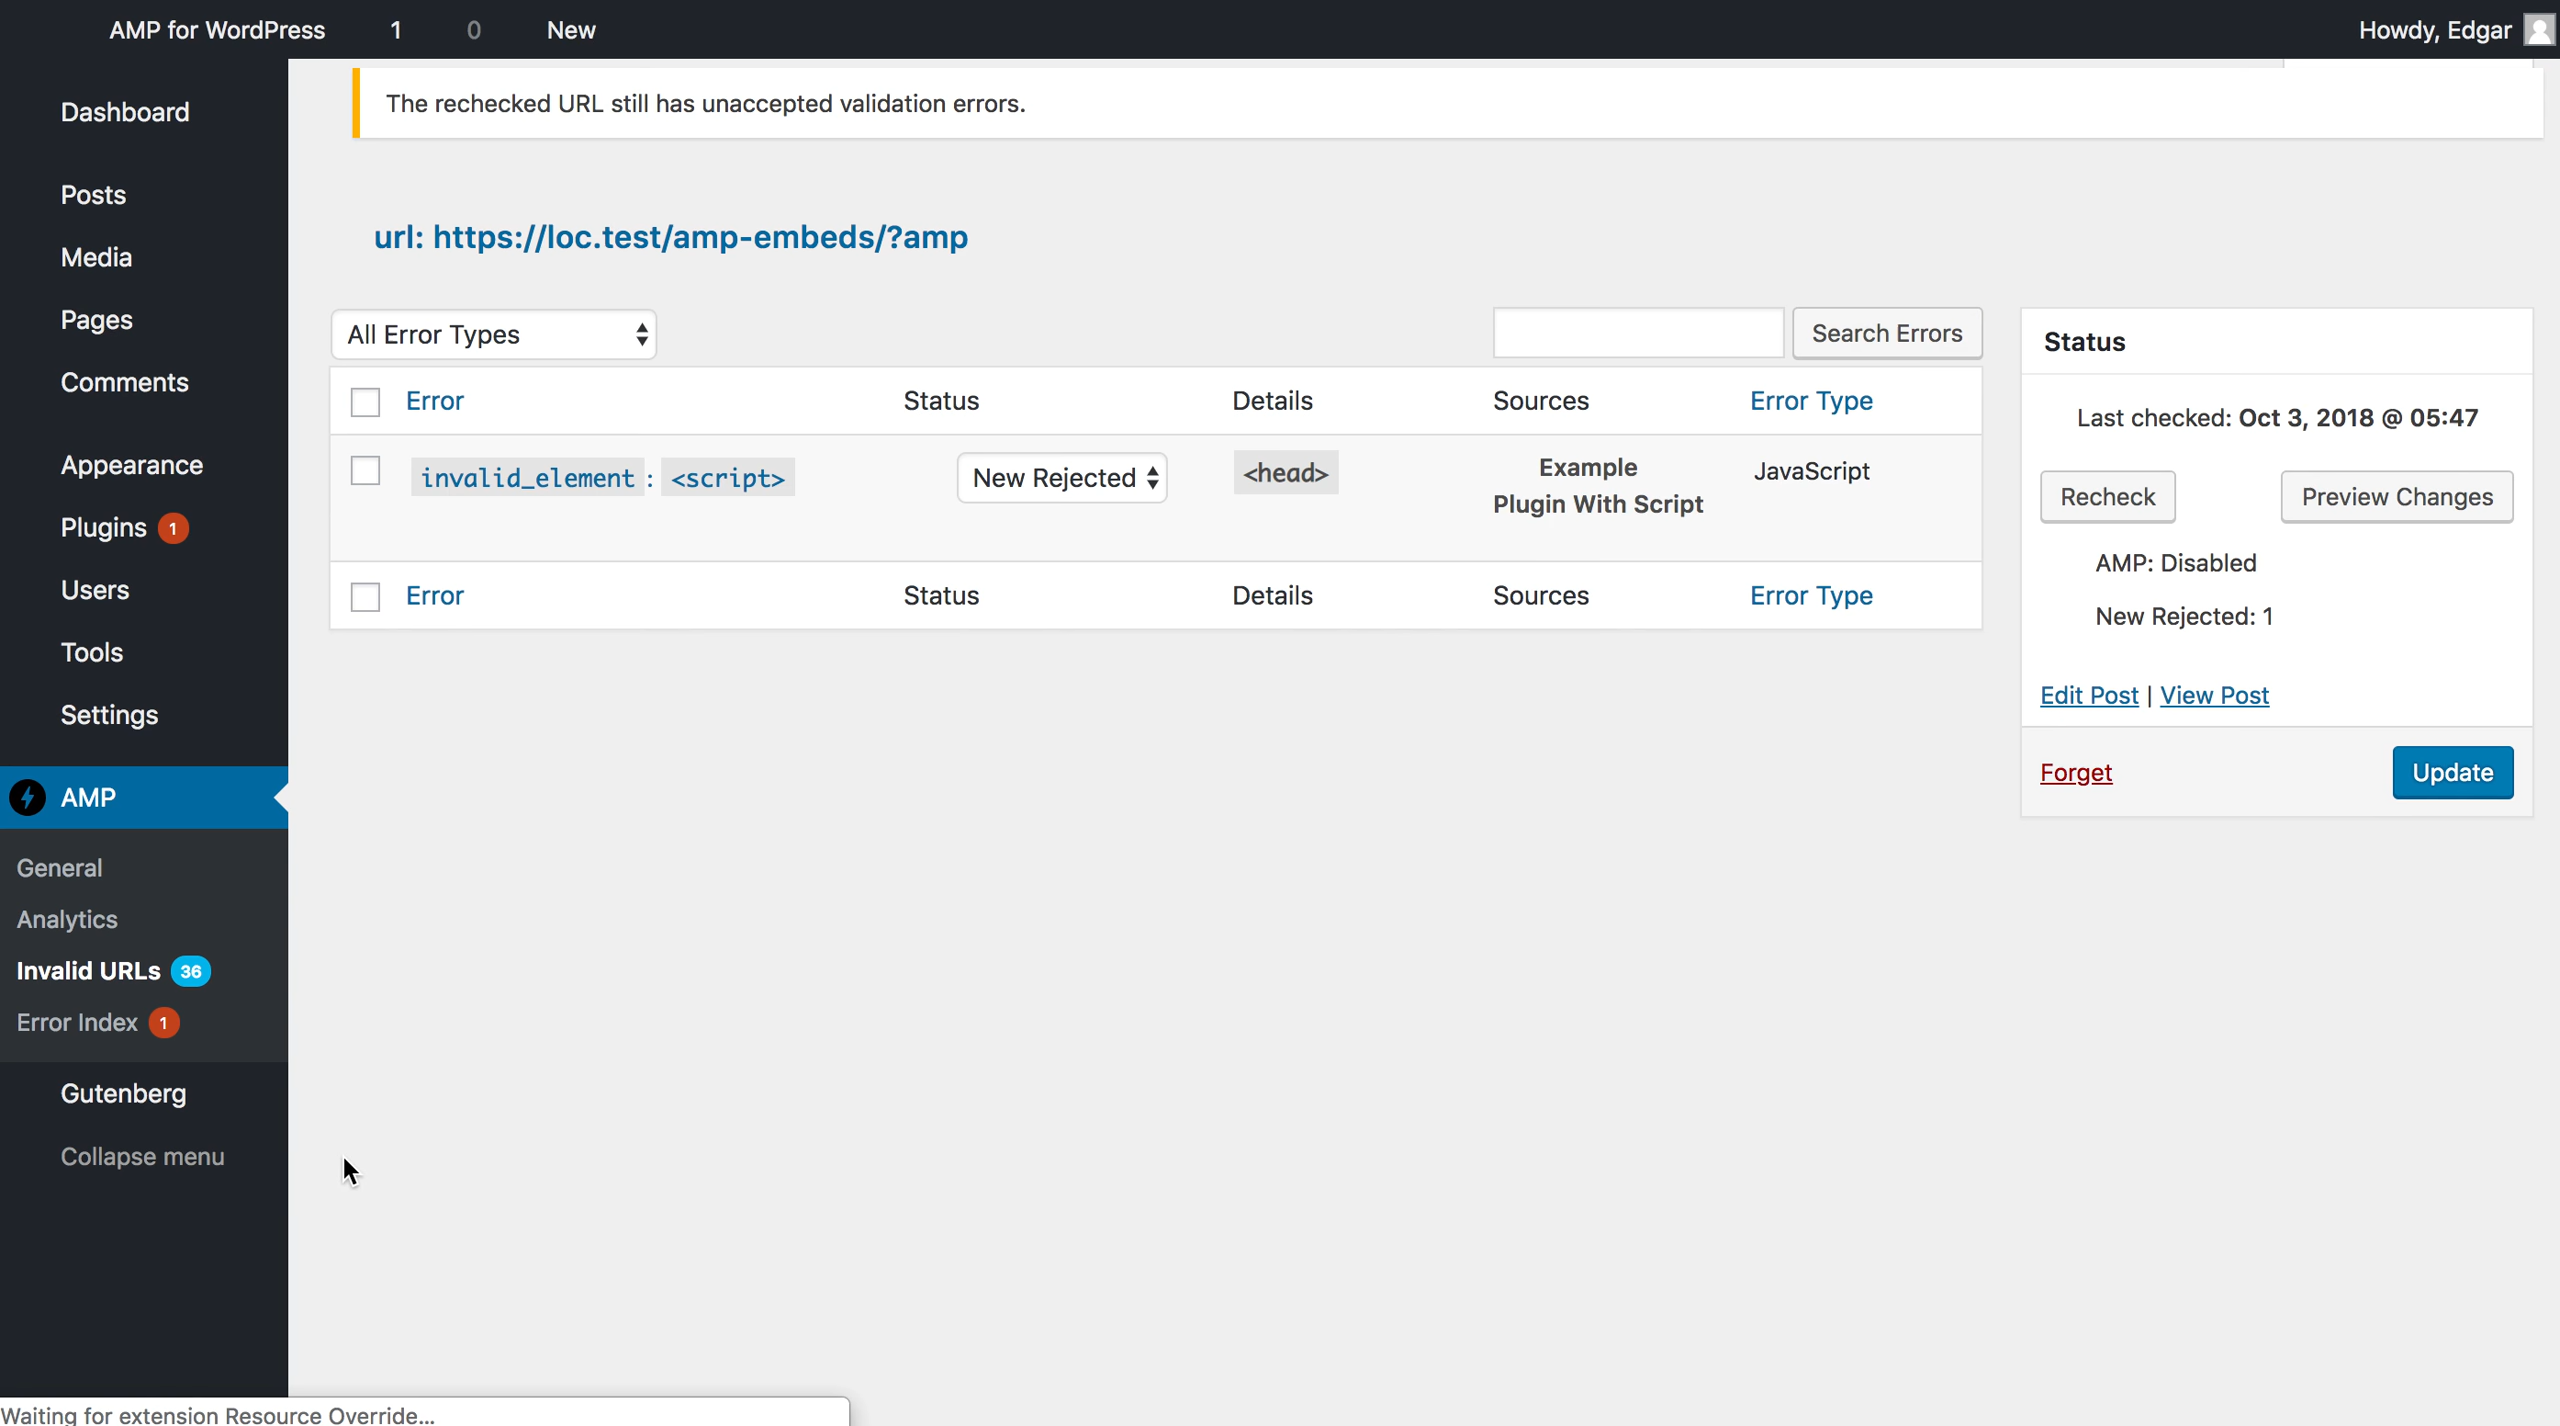 AMP for WordPress 1 0 New Howdy, Edgar
Dashboard
Posts
Media
Pages
Comments
Appearance
Plugins 1
Users
Tools
Settings
AMP
General
Analytics
Invalid URLs 36
Error Index 1
Gutenberg
Collapse menu
The rechecked URL still has unaccepted validation errors.
url: https://loc.test/amp-embeds/?amp
All Error Types Search Errors
Error Status Details Sources Error Type
invalid_element : <script> New Rejected <head> Example JavaScript
Plugin With Script
Error Status Details Sources Error Type
Status
Last checked: Oct 3, 2018 @ 05:47
Recheck Preview Changes
AMP: Disabled
New Rejected: 1
Edit Post | View Post
Forget Update
Waiting for extension Resource Override...